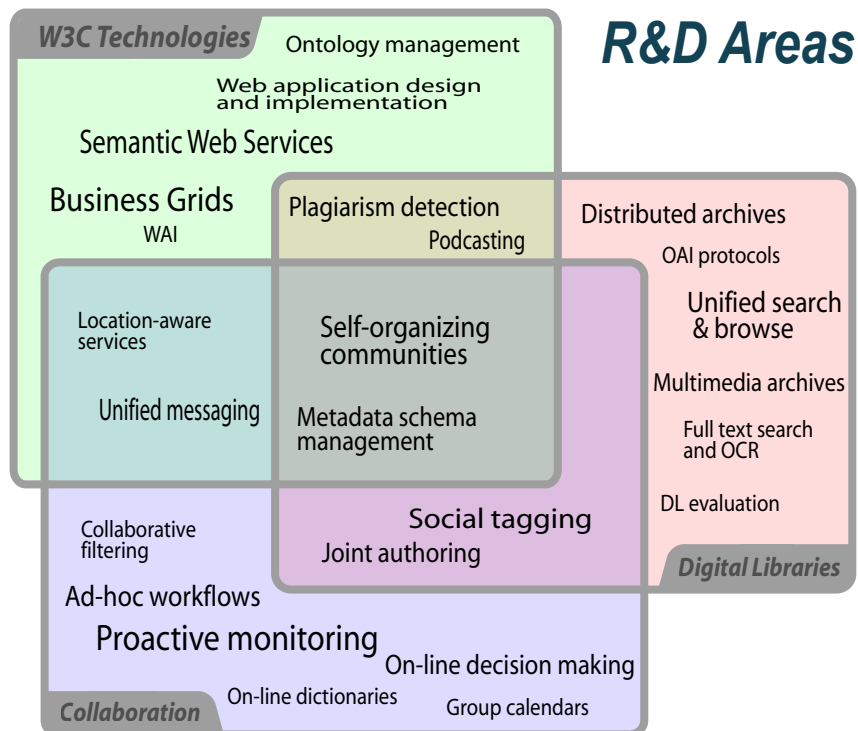 R&D Areas
W3C Technologies
Ontology management
Web application design
and implementation
Semantic Web Services
Business Grids
WAI
Plagiarism detection
Podcasting
Distributed archives
OAI protocols
Unified search
& browse
Multimedia archives
Full text search
and OCR
DL evaluation
Digital Libraries
Location-aware
services
Unified messaging
Self-organizing
communities
Metadata schema
management
Social tagging
Joint authoring
Collaborative
filtering
Ad-hoc workflows
Proactive monitoring
On-line decision making
On-line dictionaries
Group calendars
Collaboration